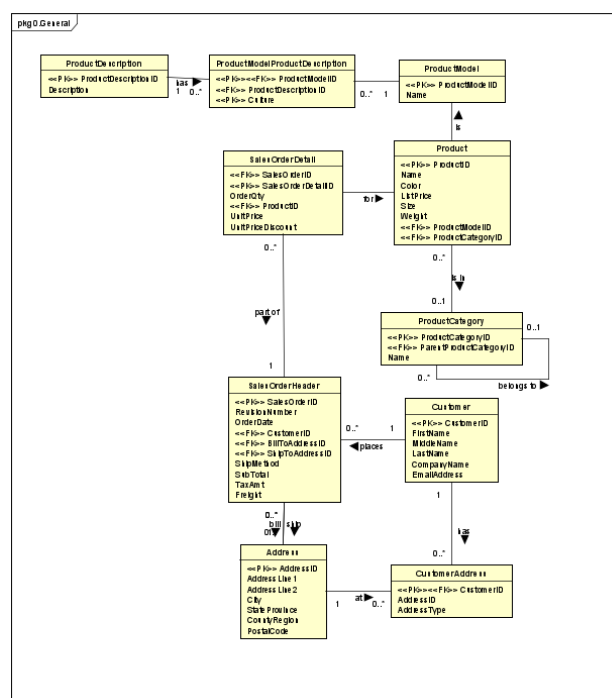 pkg0.General
ProductDescription
<<PK>> ProductDescriptionID
Description
has
1 0..*
ProductModelProductDescription
<<PK>><<FK>> ProductModelID
<<FK>> ProductDescriptionID
<<PK>> Culture
0..* 1
ProductModel
<<PK>> ProductModelID
Name
is
SalesOrderDetail
<<FK>> SalesOrderID
<<PK>> SalesOrderDetailID
OrderQty
<<FK>> ProductID
UnitPrice
UnitPriceDiscount
for
Product
<<PK>> ProductID
Name
Color
ListPrice
Size
Weight
<<FK>> ProductModelID
<<FK>> ProductCategoryID
0..*
0..*
is in
0..1
part of
ProductCategory
<<PK>> ProductCategoryID
<<FK>> ParentProductCategoryID
Name
0..1
0..*
belongs to
1
SalesOrderHeader
<<PK>> SalesOrderID
RevisionNumber
OrderDate
<<FK>> CustomerID
<<FK>> BillToAddressID
<<FK>> ShipToAddressID
ShipMethod
SubTotal
TaxAmt
Freight
0..* 1
places
Customer
<<PK>> CustomerID
FirstName
MiddleName
LastName
CompanyName
EmailAddress
1
0..*
bill ship
has
0..*
Address
<<PK>> AddressID
Address Line1
Address Line2
City
StateProvince
CountyRegion
PostalCode
at
1 0..*
CustomerAddress
<<PK>><<FK>> CustomerID
AddressID
AddressType